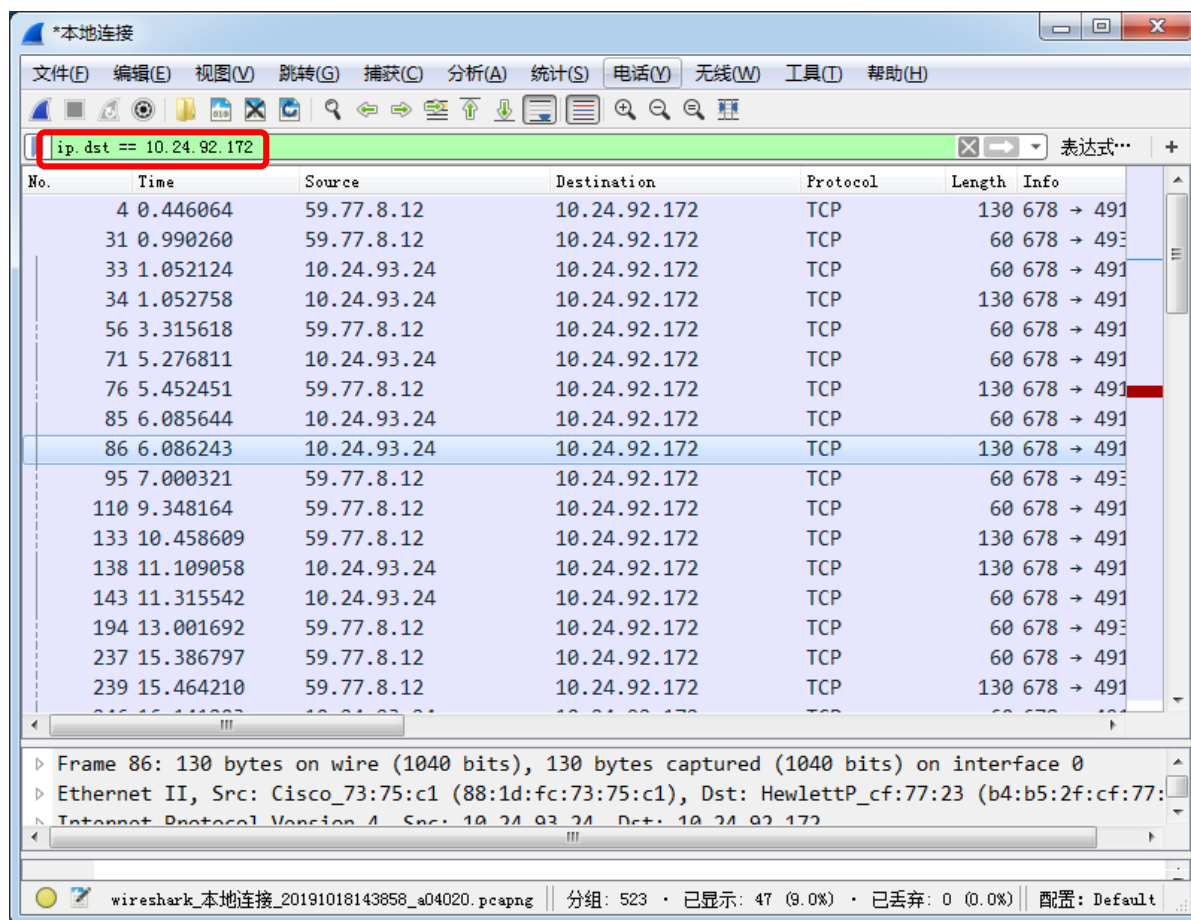 *本地连接
文件(F) 编辑(E) 视图(V) 跳转(G) 捕获(C) 分析(A) 统计(S) 电话(Y) 无线(W) 工具(T) 帮助(H)
ip.dst == 10.24.92.172 表达式… +
No. Time Source Destination Protocol Length Info
4 0.446064 59.77.8.12 10.24.92.172 TCP 130 678 → 491
31 0.990260 59.77.8.12 10.24.92.172 TCP 60 678 → 493
33 1.052124 10.24.93.24 10.24.92.172 TCP 60 678 → 491
34 1.052758 10.24.93.24 10.24.92.172 TCP 130 678 → 491
56 3.315618 59.77.8.12 10.24.92.172 TCP 60 678 → 491
71 5.276811 10.24.93.24 10.24.92.172 TCP 60 678 → 491
76 5.452451 59.77.8.12 10.24.92.172 TCP 130 678 → 491
85 6.085644 10.24.93.24 10.24.92.172 TCP 60 678 → 491
86 6.086243 10.24.93.24 10.24.92.172 TCP 130 678 → 491
95 7.000321 59.77.8.12 10.24.92.172 TCP 60 678 → 493
110 9.348164 59.77.8.12 10.24.92.172 TCP 60 678 → 491
133 10.458609 59.77.8.12 10.24.92.172 TCP 130 678 → 491
138 11.109058 10.24.93.24 10.24.92.172 TCP 130 678 → 491
143 11.315542 10.24.93.24 10.24.92.172 TCP 60 678 → 491
194 13.001692 59.77.8.12 10.24.92.172 TCP 60 678 → 493
237 15.386797 59.77.8.12 10.24.92.172 TCP 60 678 → 491
239 15.464210 59.77.8.12 10.24.92.172 TCP 130 678 → 491
Frame 86: 130 bytes on wire (1040 bits), 130 bytes captured (1040 bits) on interface 0
Ethernet II, Src: Cisco_73:75:c1 (88:1d:fc:73:75:c1), Dst: HewlettP_cf:77:23 (b4:b5:2f:cf:77:
Internet Protocol Version 4, Src: 10.24.93.24, Dst: 10.24.92.172
wireshark_本地连接_20191018143858_a04020.pcapng 分组: 523 · 已显示: 47 (9.0%) · 已丢弃: 0 (0.0%) 配置: Default